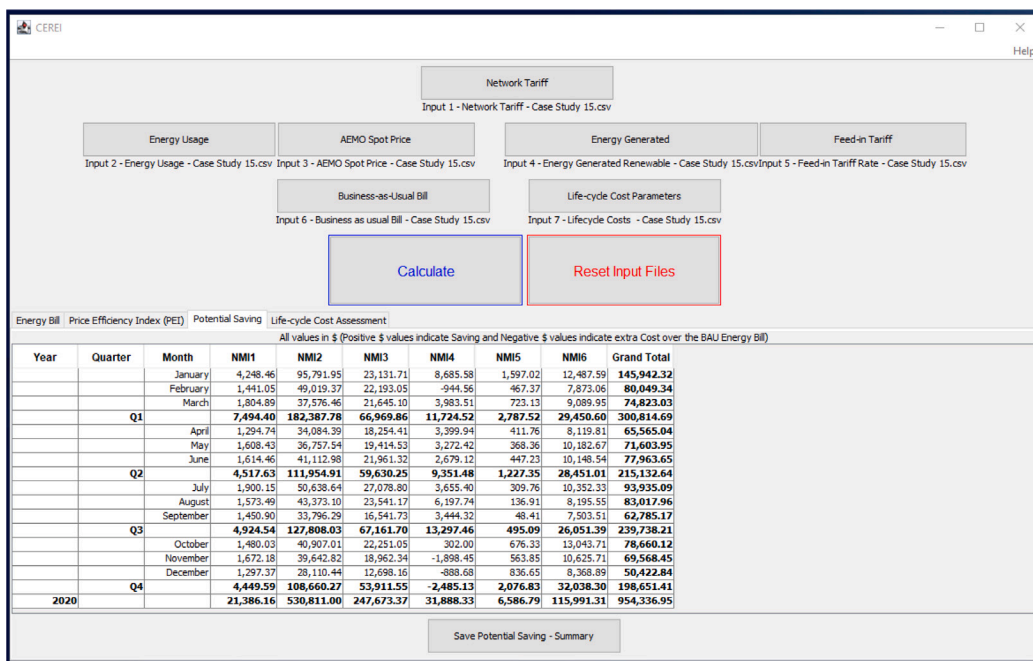 CEREI
Help
Network Tariff
Input 1 - Network Tariff - Case Study 15.csv
Energy Usage AEMO Spot Price Energy Generated Feed-in Tariff
Input 2 - Energy Usage - Case Study 15.csv Input 3 - AEMO Spot Price - Case Study 15.csv Input 4 - Energy Generated Renewable - Case Study 15.csv Input 5 - Feed-in Tariff Rate - Case Study 15.csv
Business-as-Usual Bill Life-cycle Cost Parameters
Input 6 - Business as usual Bill - Case Study 15.csv Input 7 - Lifecycle Costs - Case Study 15.csv
Calculate Reset Input Files
Energy Bill Price Efficiency Index (PEI) Potential Saving Life-cycle Cost Assessment
All values in $ (Positive $ values indicate Saving and Negative $ values indicate extra Cost over the BAU Energy Bill)
Year Quarter Month NMI1 NMI2 NMI3 NMI4 NMI5 NMI6 Grand Total
January 4,248.46 95,791.95 23,131.71 8,685.58 1,597.02 12,487.59 145,942.32
February 1,441.05 49,019.37 22,193.05 -944.56 467.37 7,873.06 80,049.34
March 1,804.89 37,576.46 21,645.10 3,983.51 723.13 9,089.95 74,823.03
Q1 7,494.40 182,387.78 66,969.86 11,724.52 2,787.52 29,450.60 300,814.69
April 1,294.74 34,084.39 18,254.41 3,399.94 411.76 8,119.81 65,565.04
May 1,608.43 36,757.54 19,414.53 3,272.42 368.36 10,182.67 71,603.95
June 1,614.46 41,112.98 21,961.32 2,679.12 447.23 10,148.54 77,963.65
Q2 4,517.63 111,954.91 59,630.25 9,351.48 1,227.35 28,451.01 215,132.64
July 1,900.15 50,638.64 27,078.80 3,655.40 309.76 10,352.33 93,935.09
August 1,573.49 43,373.10 23,541.17 6,197.74 136.91 8,195.55 83,017.96
September 1,450.90 33,796.29 16,541.73 3,444.32 48.41 7,503.51 62,785.17
Q3 4,924.54 127,808.03 67,161.70 13,297.46 495.09 26,051.39 239,738.21
October 1,480.03 40,907.01 22,251.05 302.00 676.33 13,043.71 78,660.12
November 1,672.18 39,642.82 18,962.34 -1,898.45 563.85 10,625.71 69,568.45
December 1,297.37 28,110.44 12,698.16 -888.68 836.65 8,368.89 50,422.84
Q4 4,449.59 108,660.27 53,911.55 -2,485.13 2,076.83 32,038.30 198,651.41
2020 21,386.16 530,811.00 247,673.37 31,888.33 6,586.79 115,991.31 954,336.95
Save Potential Saving - Summary